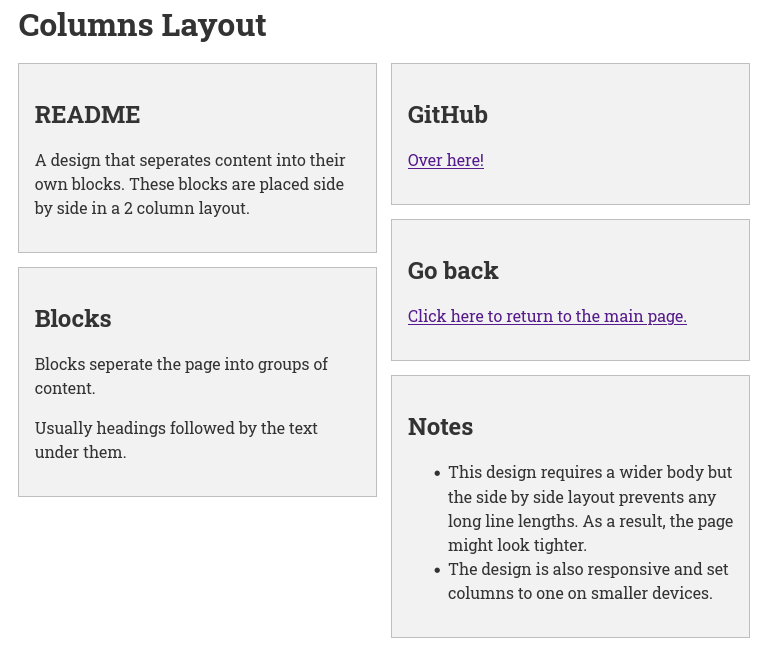 Columns Layout
README
A design that seperates content into their
own blocks. These blocks are placed side
by side in a 2 column layout.
Blocks
Blocks seperate the page into groups of
content.
Usually headings followed by the text
under them.
GitHub
Over here!
Go back
Click here to return to the main page.
Notes
• This design requires a wider body but
the side by side layout prevents any
long line lengths. As a result, the page
might look tighter.
• The design is also responsive and set
columns to one on smaller devices.